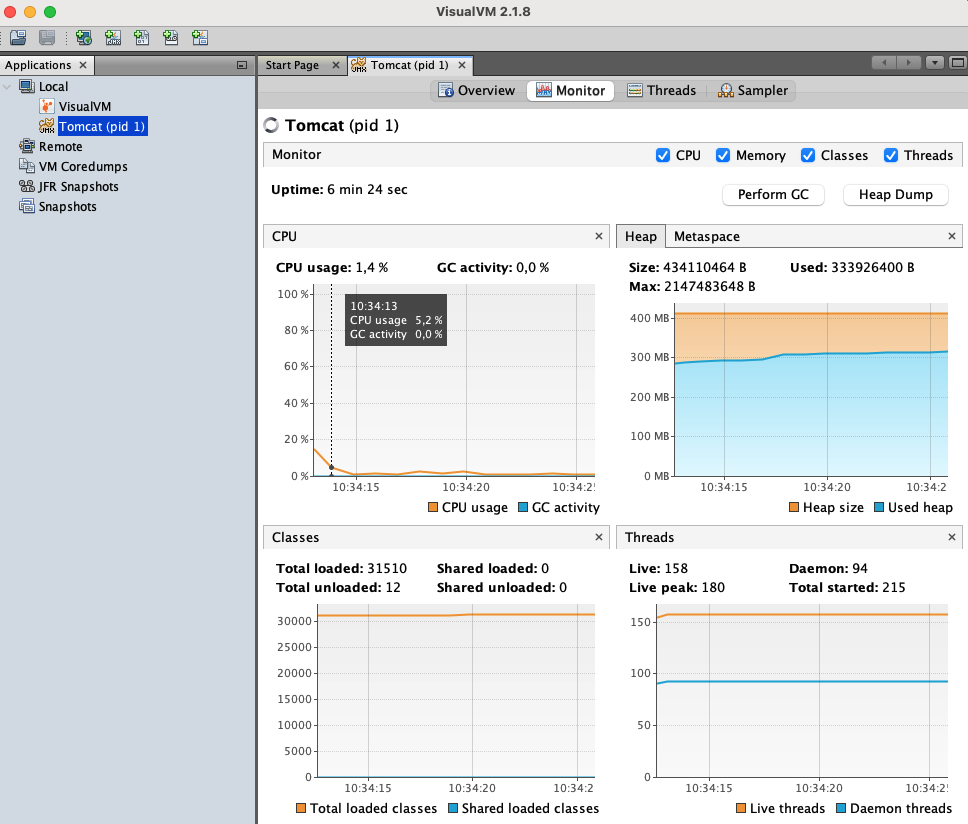 VisualVM 2.1.8
Applications ×
Local
VisualVM
Tomcat (pid 1)
Remote
VM Coredumps
JFR Snapshots
Snapshots
Start Page × Tomcat (pid 1) ×
Overview Monitor Threads Sampler
Tomcat (pid 1)
Monitor CPU Memory Classes Threads
Uptime: 6 min 24 sec Perform GC Heap Dump
CPU ×
CPU usage: 1,4 % GC activity: 0,0 %
100 %
80 %
60 %
40 %
20 %
0 %
10:34:13
CPU usage 5,2 %
GC activity 0,0 %
10:34:15 10:34:20 10:34:25
CPU usage GC activity
Heap Metaspace ×
Size: 434110464 B Used: 333926400 B
Max: 2147483648 B
400 MB
300 MB
200 MB
100 MB
0 MB
10:34:15 10:34:20 10:34:2
Heap size Used heap
Classes ×
Total loaded: 31510 Shared loaded: 0
Total unloaded: 12 Shared unloaded: 0
30000
25000
20000
15000
10000
5000
0
10:34:15 10:34:20 10:34:2
Total loaded classes Shared loaded classes
Threads ×
Live: 158 Daemon: 94
Live peak: 180 Total started: 215
150
100
50
0
10:34:15 10:34:20 10:34:25
Live threads Daemon threads